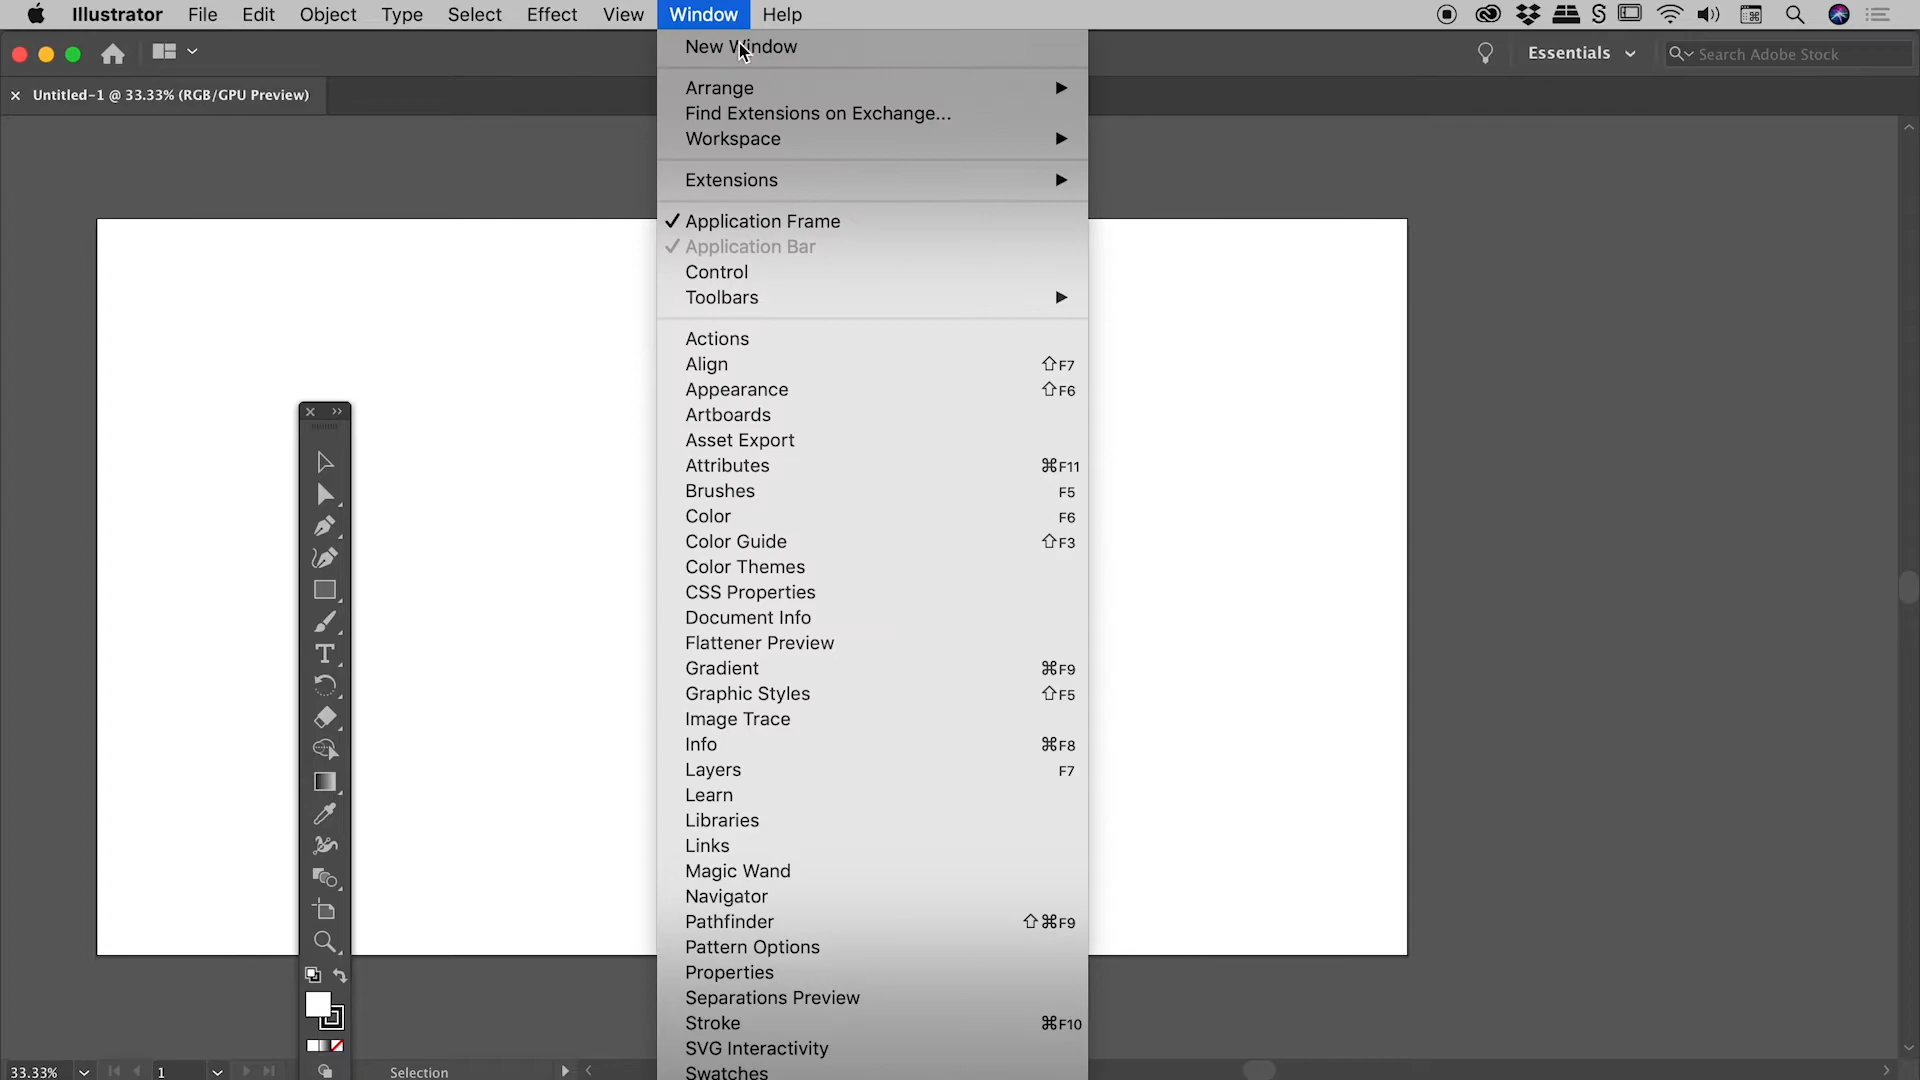 Illustrator File Edit Object Type Select Effect View Window Help
New Window
Essentials
Search Adobe Stock
Untitled-1 @ 33.33% (RGB/GPU Preview)
Arrange
Find Extensions on Exchange...
Workspace
Extensions
Application Frame
Application Bar
Control
Toolbars
Actions
Align ⇧F7
Appearance ⇧F6
Artboards
Asset Export
Attributes ⌘F11
Brushes F5
Color F6
Color Guide ⇧F3
Color Themes
CSS Properties
Document Info
Flattener Preview
Gradient ⌘F9
Graphic Styles ⇧F5
Image Trace
Info ⌘F8
Layers F7
Learn
Libraries
Links
Magic Wand
Navigator
Pathfinder ⇧⌘F9
Pattern Options
Properties
Separations Preview
Stroke ⌘F10
SVG Interactivity
Swatches
33.33% 1 Selection